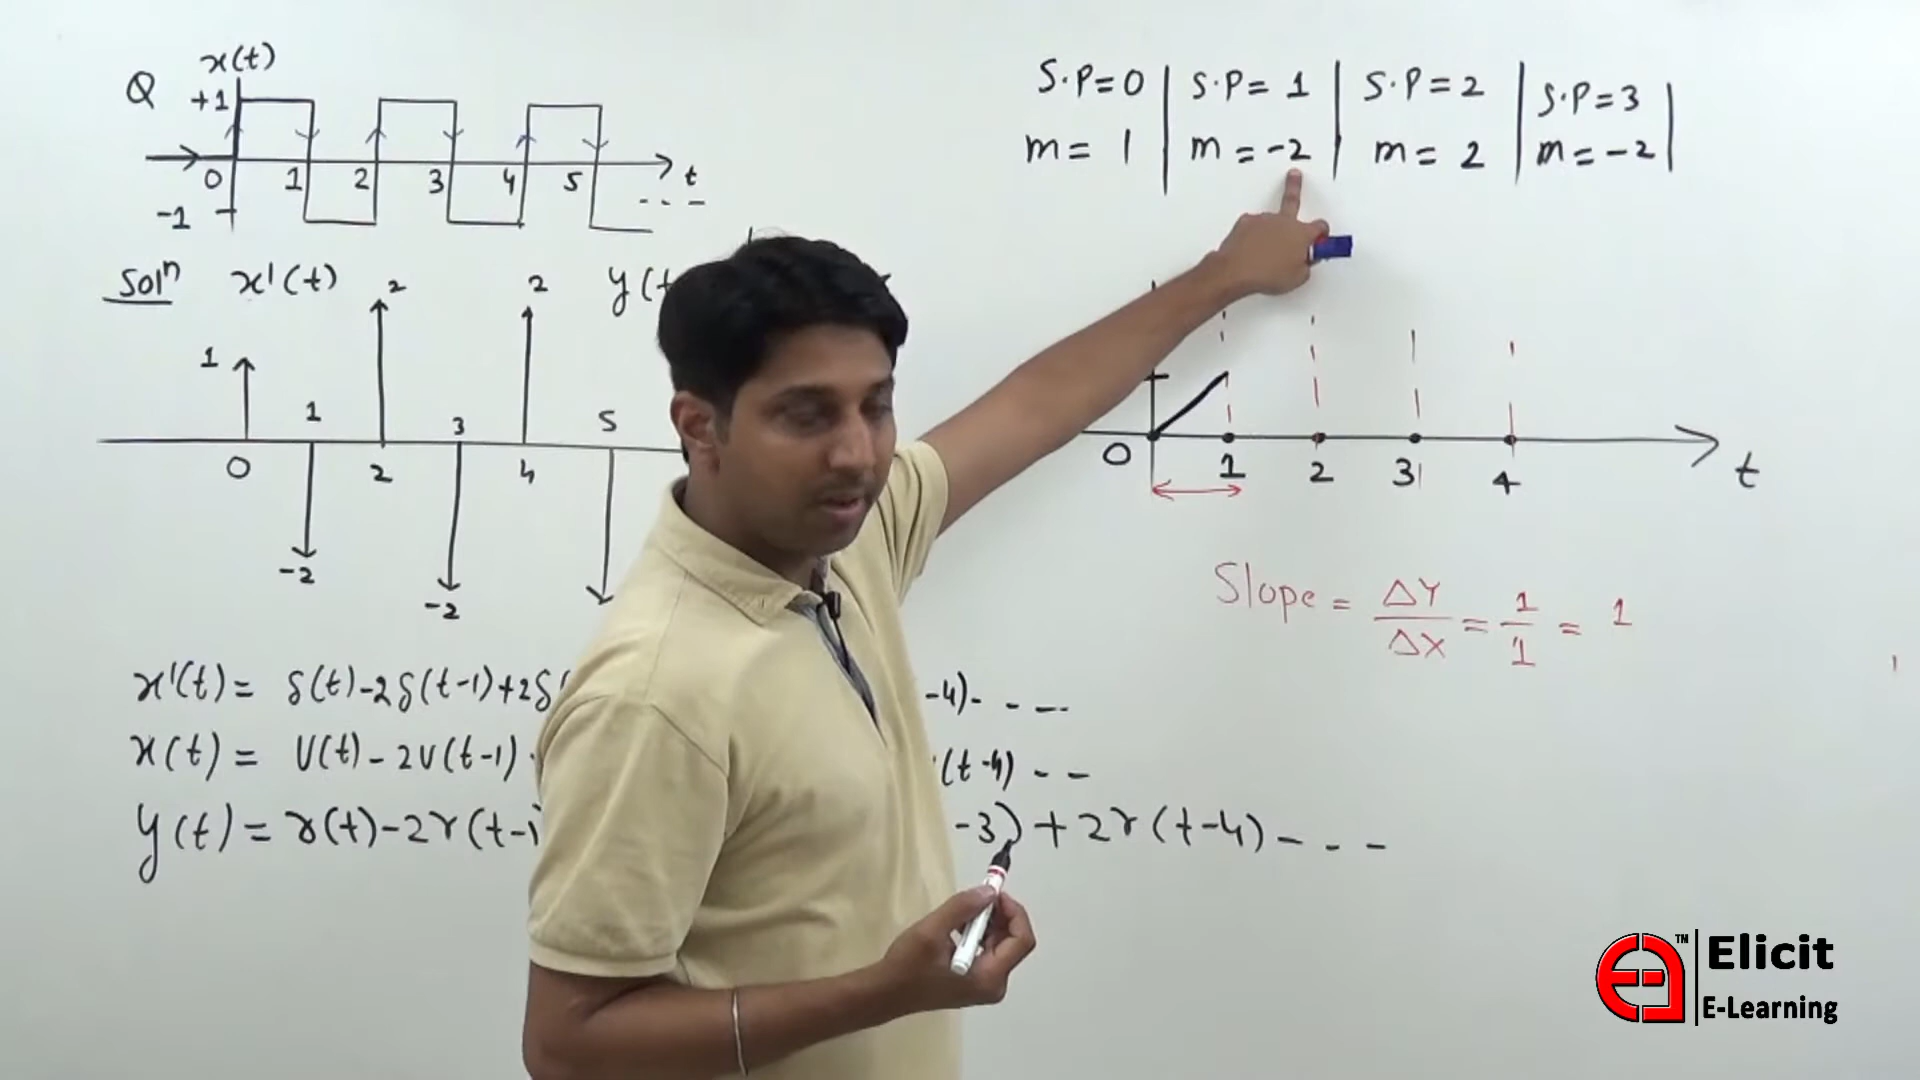 x(t)
Q
+1
0 1 2 3 4 5 t
-1
- - -
Solⁿ x'(t)
y(t
2 2
1
1 3 5
0 2 4
-2 -2
x'(t) = δ(t)-2δ(t-1)+2δ( -4)- - - -
x(t) = U(t)-2U(t-1) (t-4) - -
y(t) = r(t)-2r(t-1 -3)+2r(t-4)- - -
S.P=0 | S.P=1 | S.P=2 | S.P=3 |
m = 1 | m = -2 | m = 2 | m = -2 |
0 1 2 3 4 t
Slope = ΔY/ΔX = 1/1 = 1
Elicit
E-Learning
TM